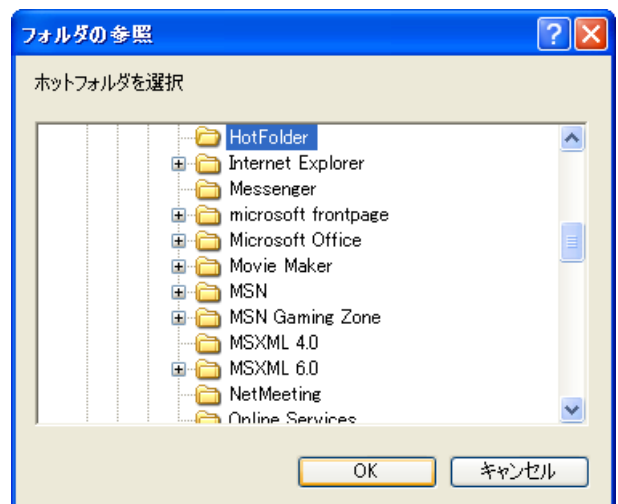 フォルダの参照
ホットフォルダを選択
HotFolder
Internet Explorer
Messenger
microsoft frontpage
Microsoft Office
Movie Maker
MSN
MSN Gaming Zone
MSXML 4.0
MSXML 6.0
NetMeeting
Online Services
OK
キャンセル